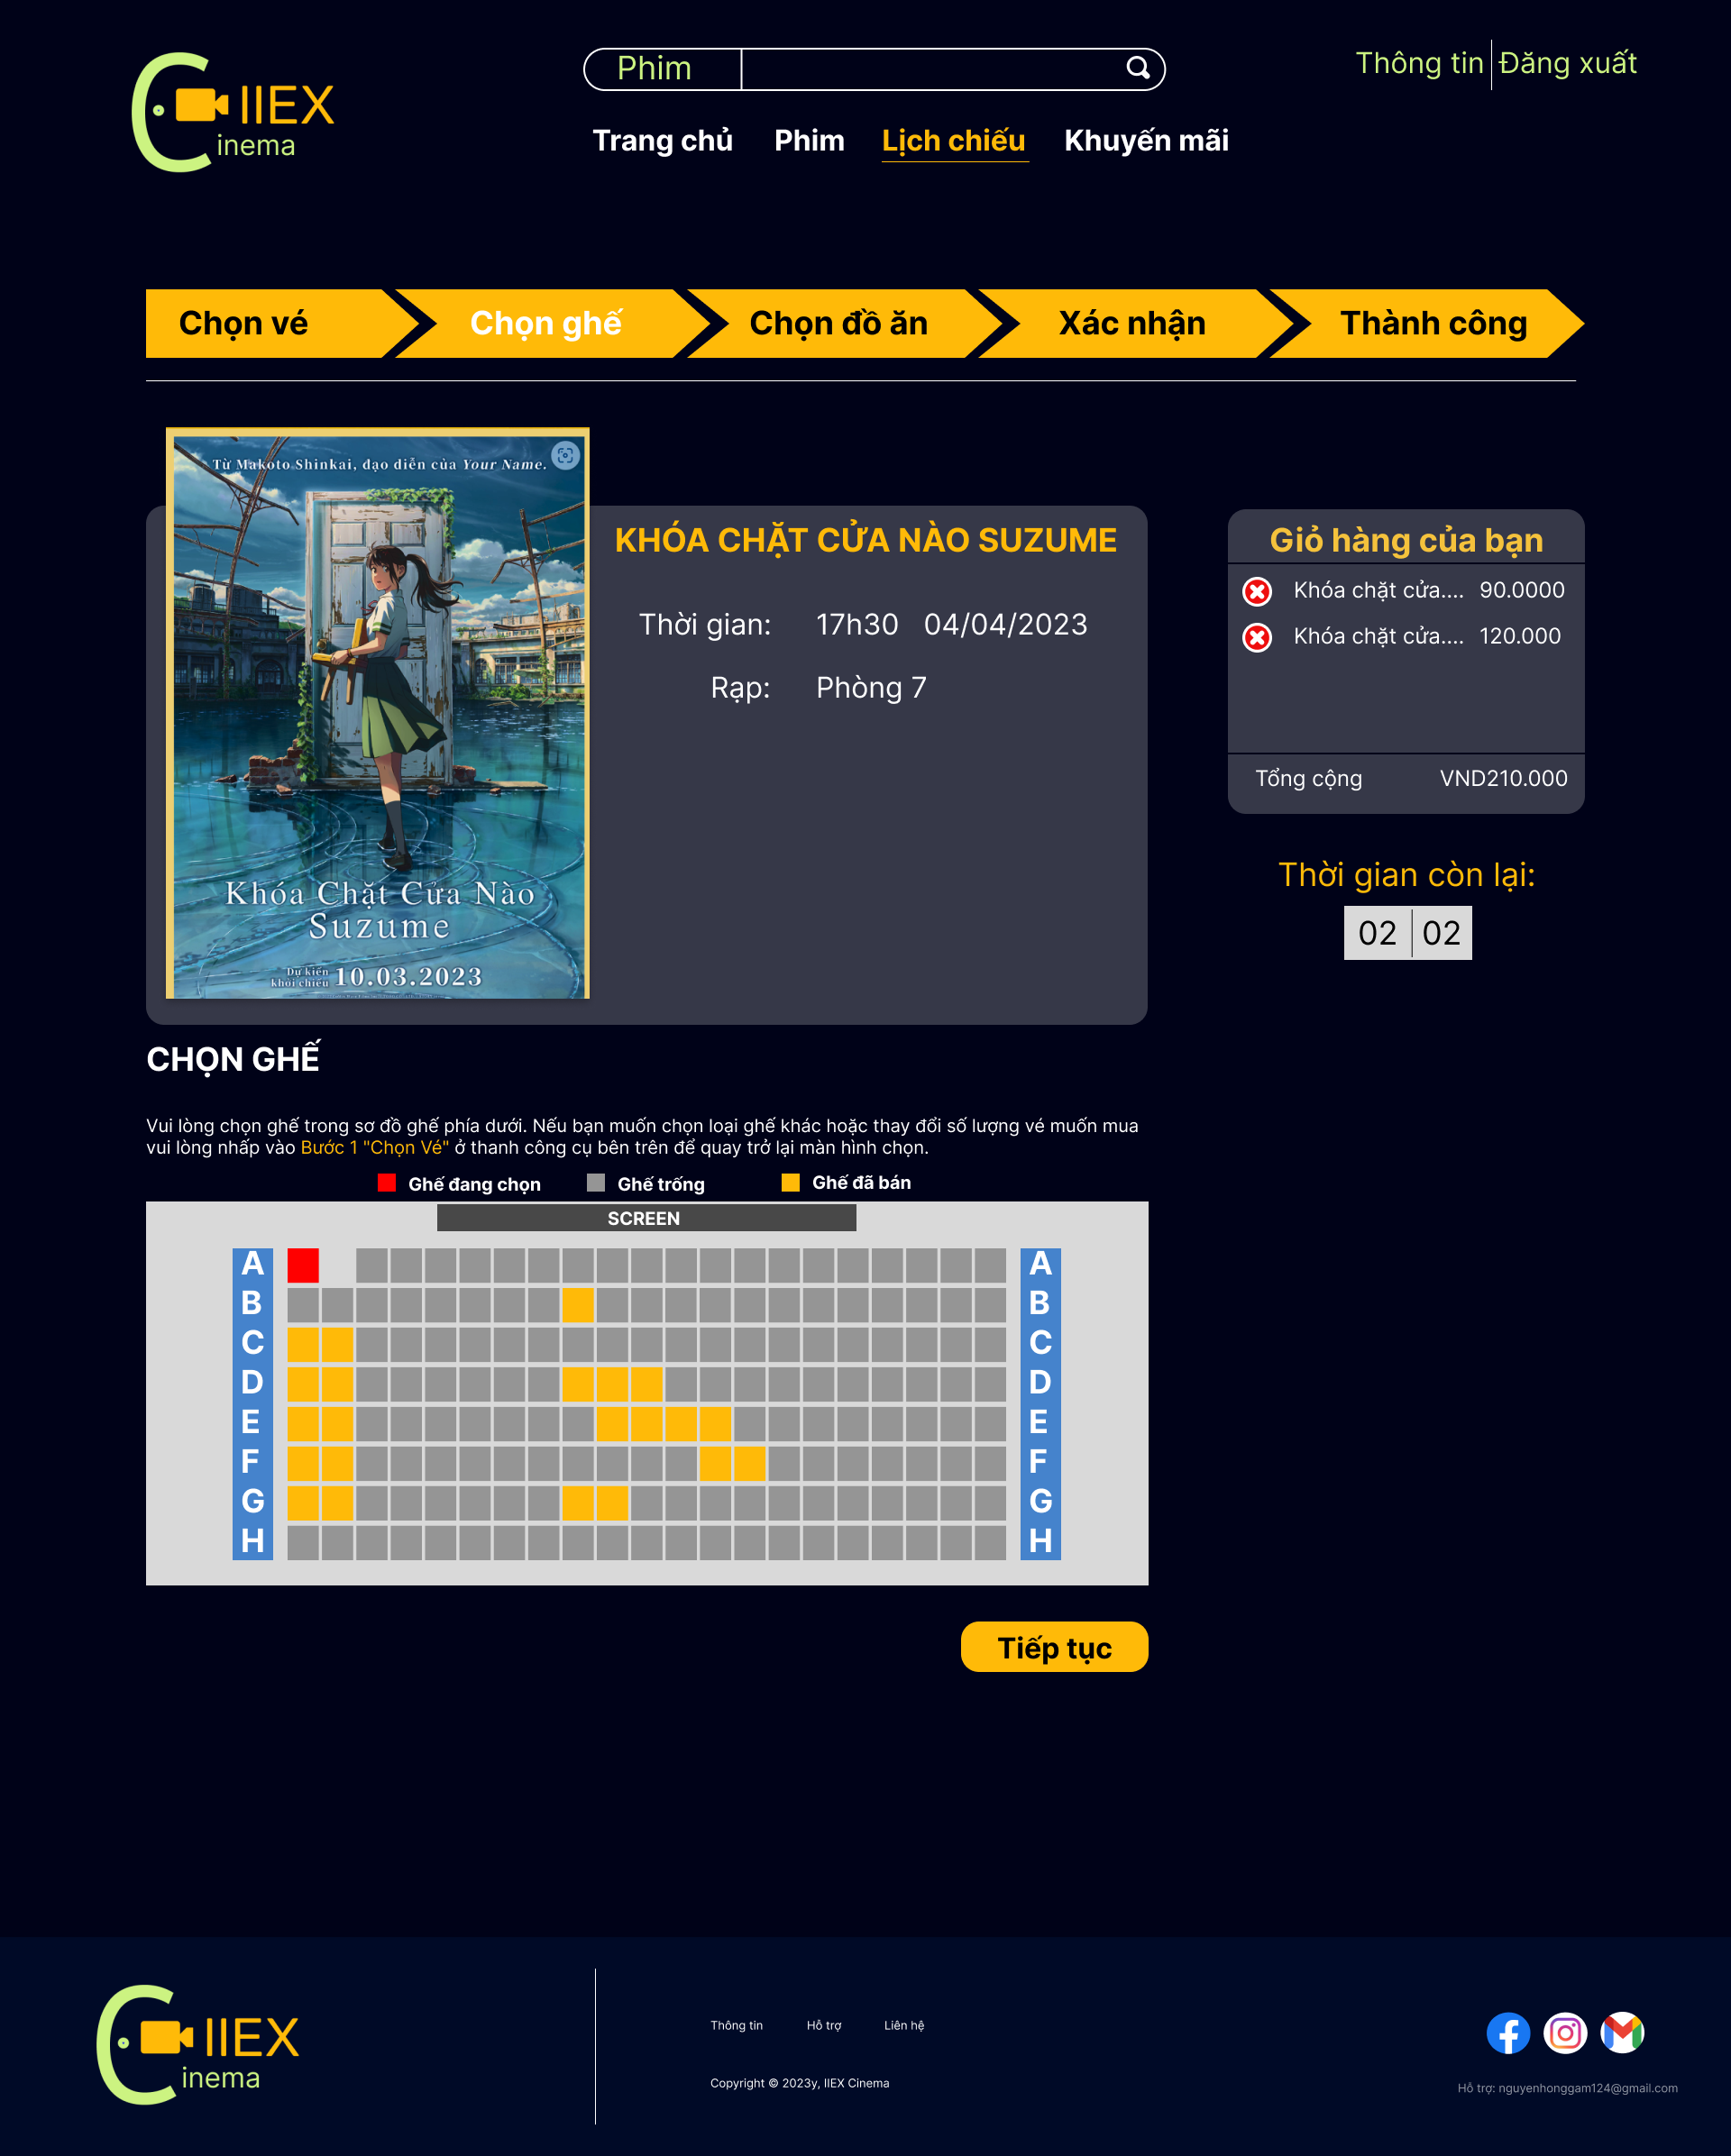 IIEX
inema
Phim
Thông tin
Đăng xuất
Trang chủ
Phim
Lịch chiếu
Khuyến mãi
Chọn vé
Chọn ghế
Chọn đồ ăn
Xác nhận
Thành công
Từ Makoto Shinkai, đạo diễn của Your Name.
Khóa Chặt Cửa Nào
Suzume
Dự kiến
khởi chiếu
10.03.2023
KHÓA CHẶT CỬA NÀO SUZUME
Thời gian: 17h30 04/04/2023
Rạp: Phòng 7
Giỏ hàng của bạn
Khóa chặt cửa.... 90.0000
Khóa chặt cửa.... 120.000
Tổng cộng VND210.000
Thời gian còn lại:
02 02
CHỌN GHẾ
Vui lòng chọn ghế trong sơ đồ ghế phía dưới. Nếu bạn muốn chọn loại ghế khác hoặc thay đổi số lượng vé muốn mua
vui lòng nhấp vào Bước 1 "Chọn Vé" ở thanh công cụ bên trên để quay trở lại màn hình chọn.
Ghế đang chọn
Ghế trống
Ghế đã bán
SCREEN
A A
B B
C C
D D
E E
F F
G G
H H
Tiếp tục
IIEX
inema
Thông tin
Hỗ trợ
Liên hệ
Copyright © 2023y, IIEX Cinema
Hỗ trợ: nguyenhonggam124@gmail.com